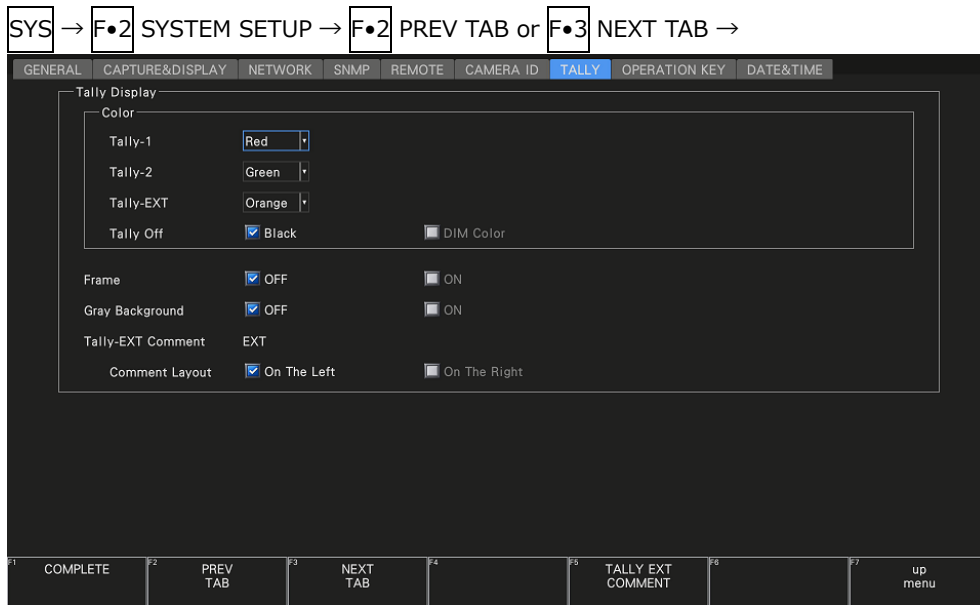 SYS → F•2 SYSTEM SETUP → F•2 PREV TAB or F•3 NEXT TAB →
GENERAL CAPTURE&DISPLAY NETWORK SNMP REMOTE CAMERA ID TALLY OPERATION KEY DATE&TIME
Tally Display
Color
Tally-1 Red
Tally-2 Green
Tally-EXT Orange
Tally Off Black DIM Color
Frame OFF ON
Gray Background OFF ON
Tally-EXT Comment EXT
Comment Layout On The Left On The Right
F1 COMPLETE F2 PREV TAB F3 NEXT TAB F4 F5 TALLY EXT COMMENT F6 F7 up menu